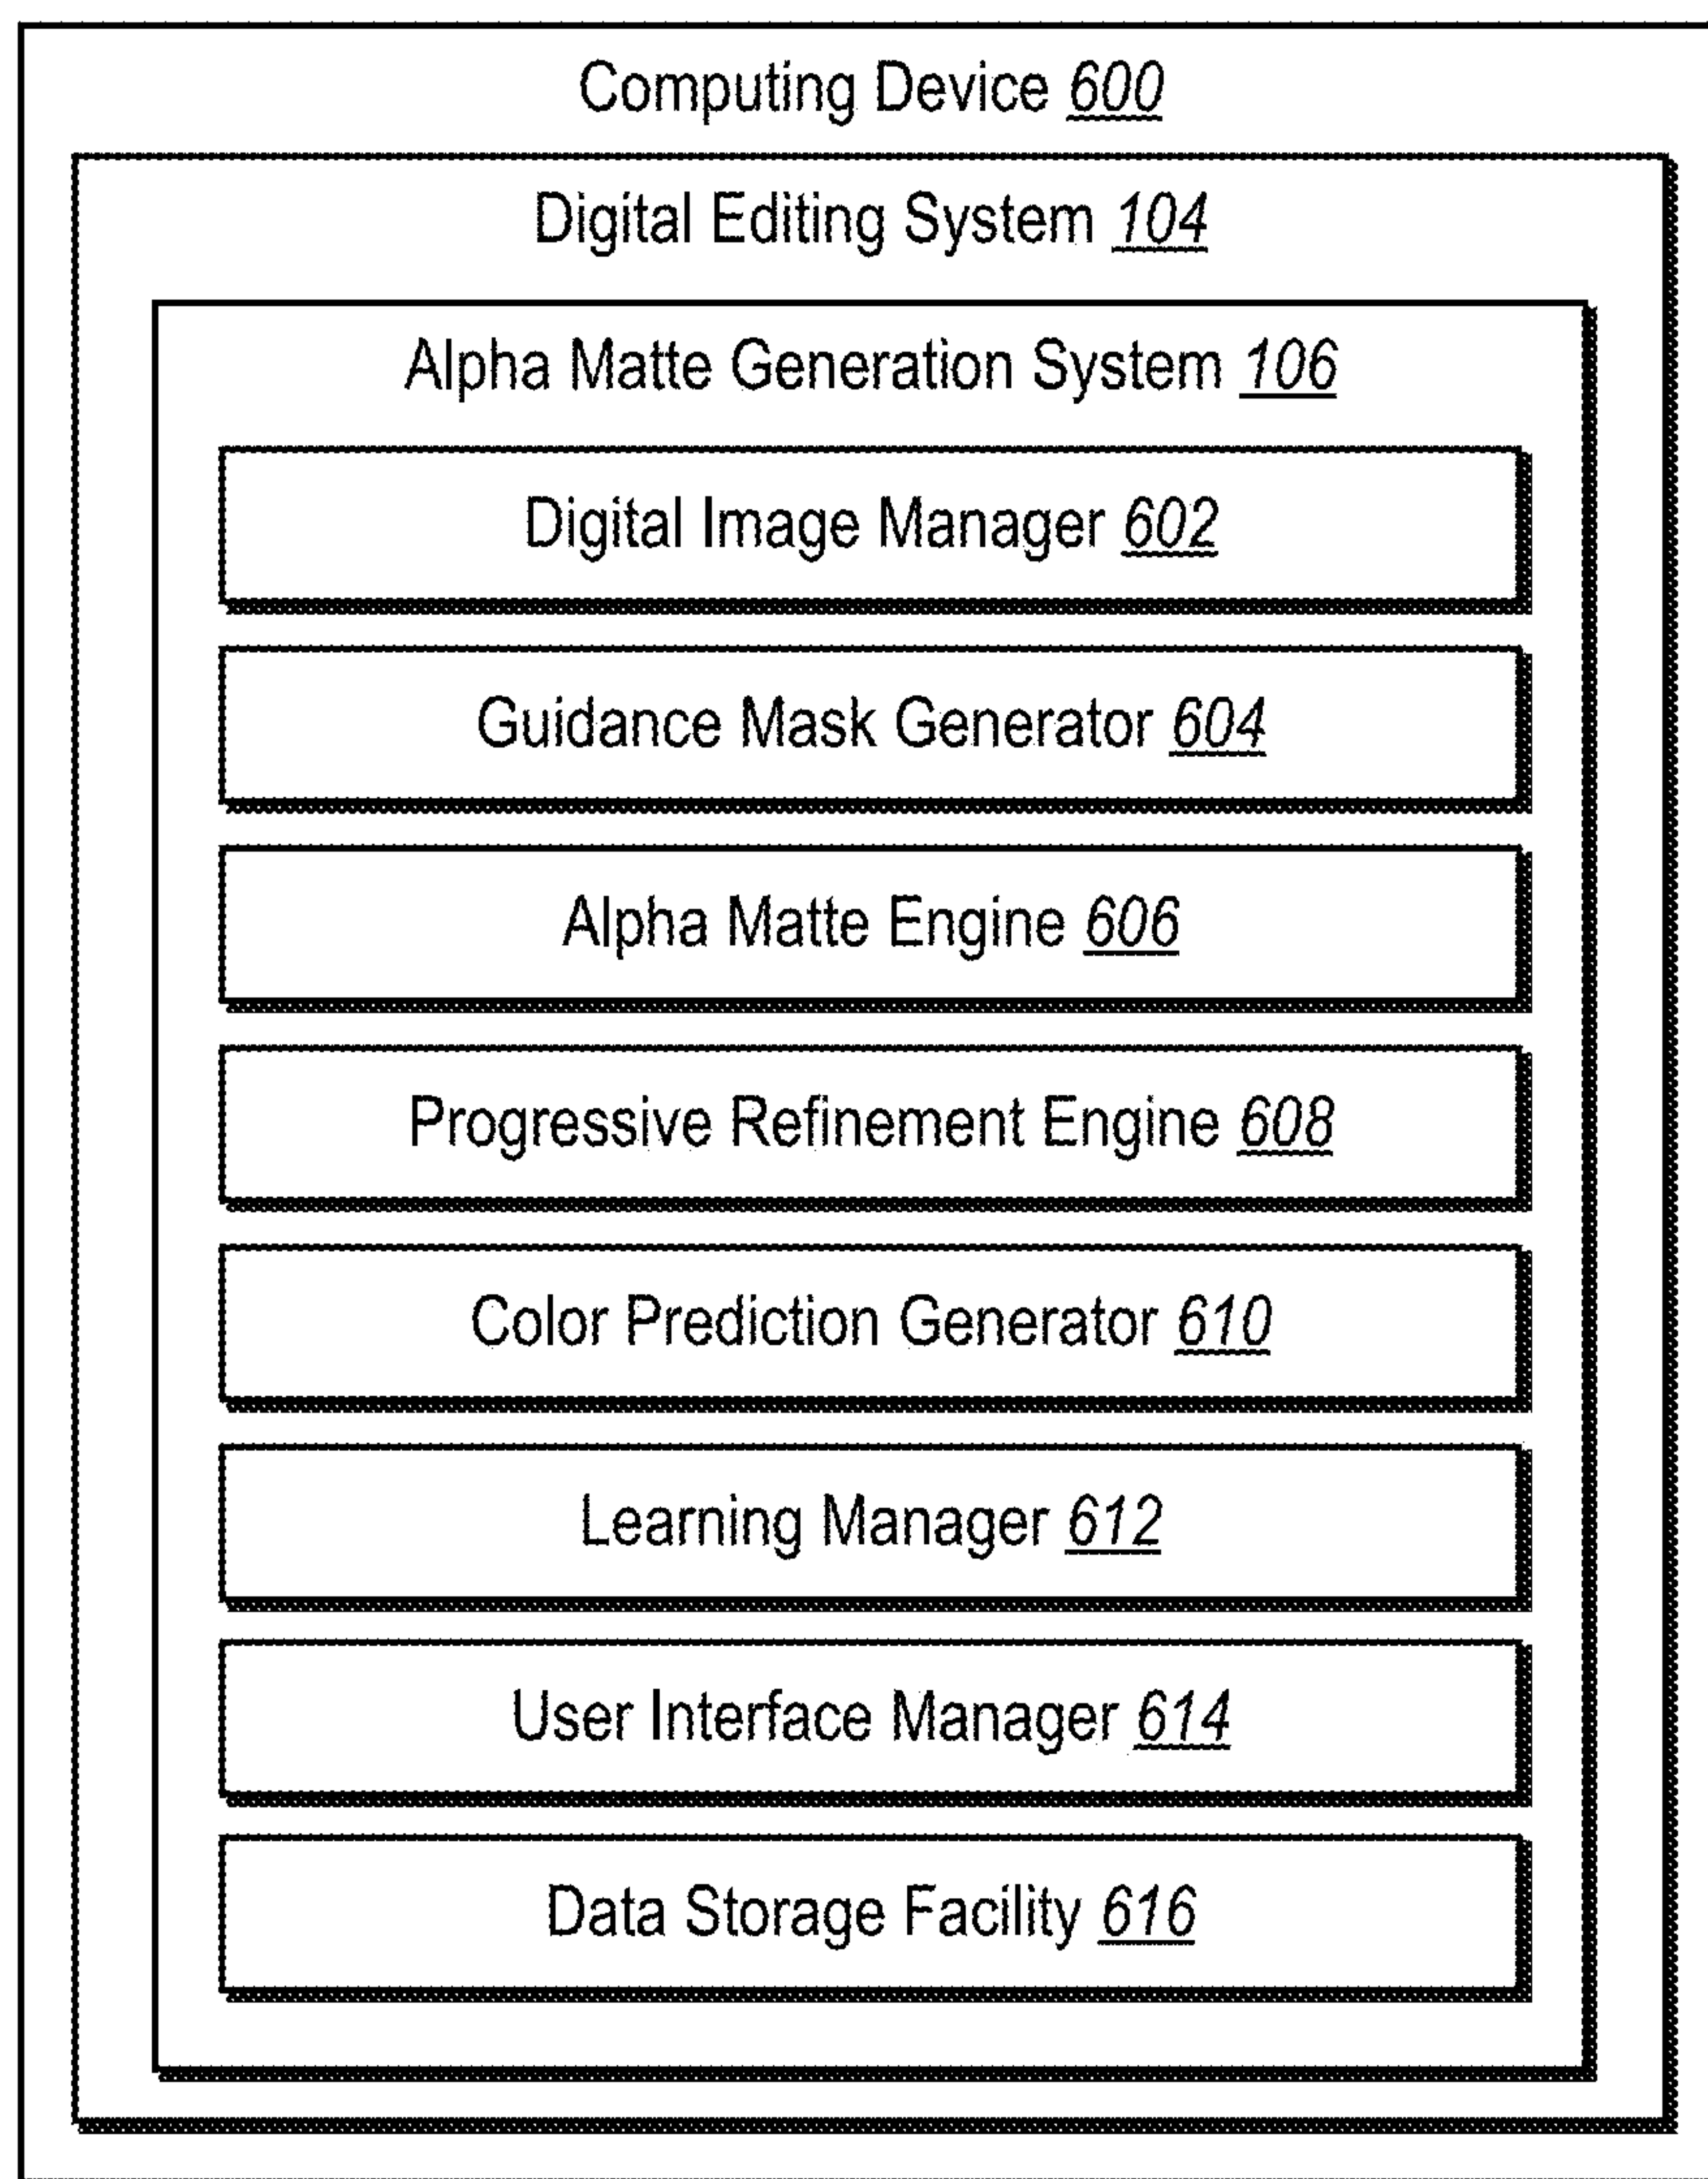 Computing Device 600
Digital Editing System 104
Alpha Matte Generation System 106
Digital Image Manager 602
Guidance Mask Generator 604
Alpha Matte Engine 606
Progressive Refinement Engine 608
Color Prediction Generator 610
Learning Manager 612
User Interface Manager 614
Data Storage Facility 616